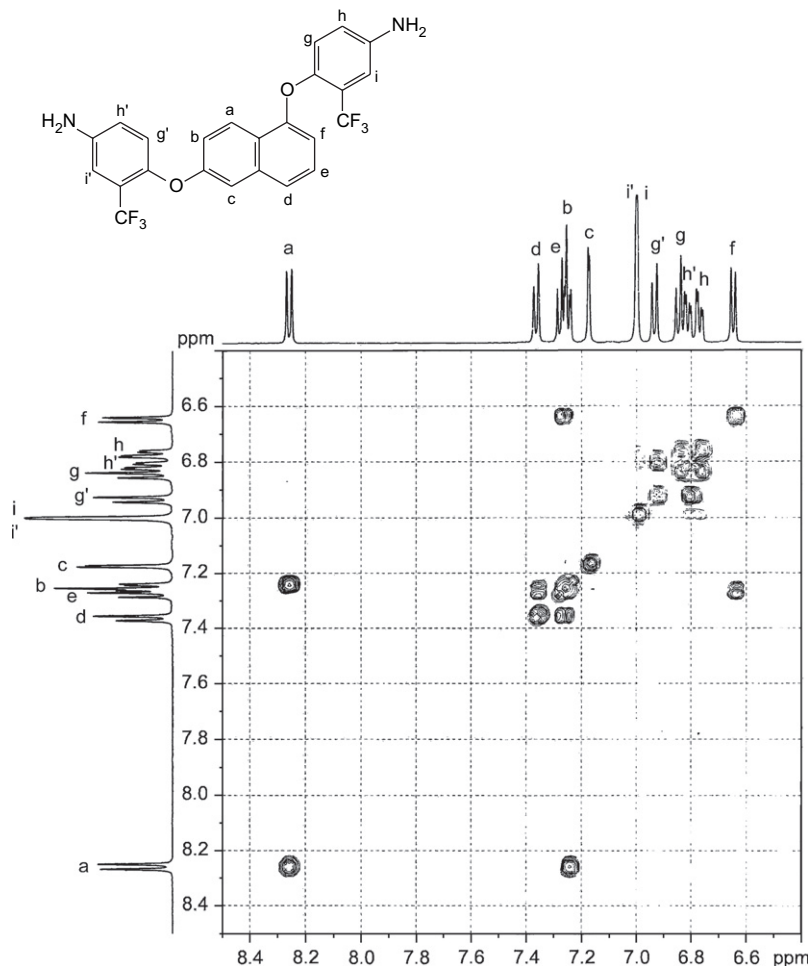 h
NH2
g
i
a
O
h'
CF3
H2N
g'
b
f
e
i'
O
c
d
CF3
i' i
b
c
g
a
d
e
g'
h'
h
f
ppm
f
6.6
h
h'
6.8
g
g'
i
7.0
i'
c
b
7.2
e
d
7.4
7.6
7.8
8.0
a
8.2
8.4
8.4 8.2 8.0 7.8 7.6 7.4 7.2 7.0 6.8 6.6 ppm